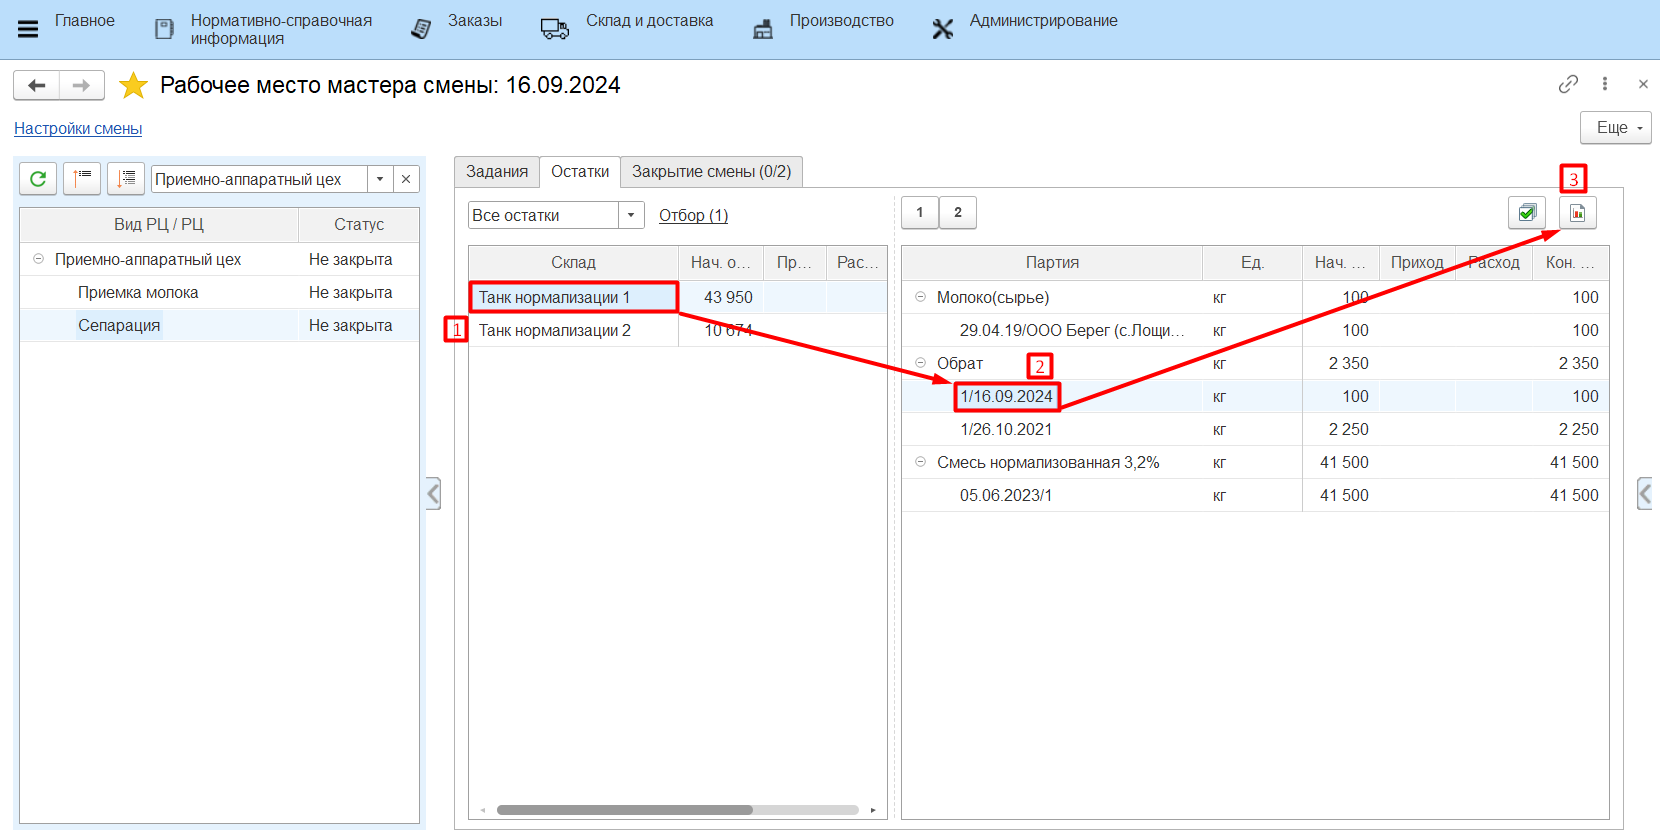 Главное
Нормативно-справочная
информация
Заказы
Склад и доставка
Производство
Администрирование
Рабочее место мастера смены: 16.09.2024
Настройки смены
Еще
Приемно-аппаратный цех
Вид РЦ / РЦ Статус
Приемно-аппаратный цех Не закрыта
Приемка молока Не закрыта
Сепарация Не закрыта
Задания Остатки Закрытие смены (0/2)
Все остатки Отбор (1)
Склад Нач. о... Пр... Рас...
Танк нормализации 1 43 950
1 Танк нормализации 2 10 674
1 2
3
Партия Ед. Нач. ... Приход Расход Кон. ...
Молоко(сырье) кг 100 100
29.04.19/ООО Берег (с.Лощи... кг 100 100
Обрат кг 2 350 2 350
2
1/16.09.2024 кг 100 100
1/26.10.2021 кг 2 250 2 250
Смесь нормализованная 3,2% кг 41 500 41 500
05.06.2023/1 кг 41 500 41 500